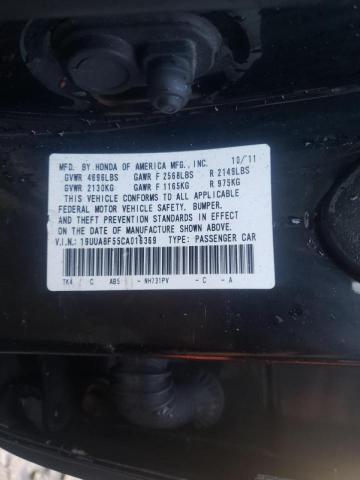 MFD. BY HONDA OF AMERICA MFG., INC. 10/11
GVWR 4696LBS GAWR F 2568LBS R 2149LBS
GVWR 2130KG GAWR F 1165KG R 975KG
THIS VEHICLE CONFORMS TO ALL APPLICABLE
FEDERAL MOTOR VEHICLE SAFETY, BUMPER,
AND THEFT PREVENTION STANDARDS IN EFFECT
ON THE DATE OF MANUFACTURE SHOWN ABOVE.
V.I.N.: 19UUA8F55CA018369 TYPE: PASSENGER CAR
TK4 C AB5 - NH731PV - C - A